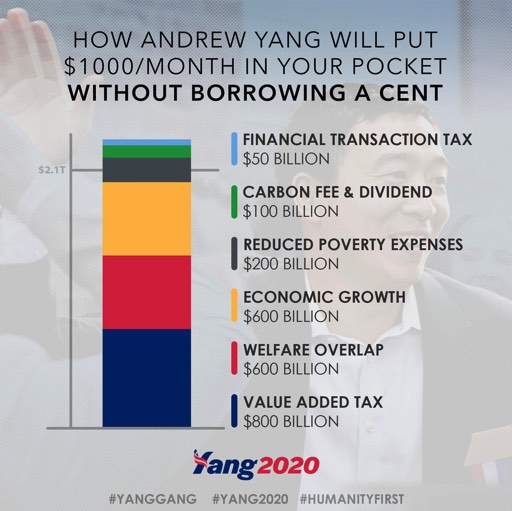 HOW ANDREW YANG WILL PUT
$1000/MONTH IN YOUR POCKET
WITHOUT BORROWING A CENT
$2.1T
FINANCIAL TRANSACTION TAX
$50 BILLION
CARBON FEE & DIVIDEND
$100 BILLION
REDUCED POVERTY EXPENSES
$200 BILLION
ECONOMIC GROWTH
$600 BILLION
WELFARE OVERLAP
$600 BILLION
VALUE ADDED TAX
$800 BILLION
Yang2020
#YANGGANG #YANG2020 #HUMANITYFIRST